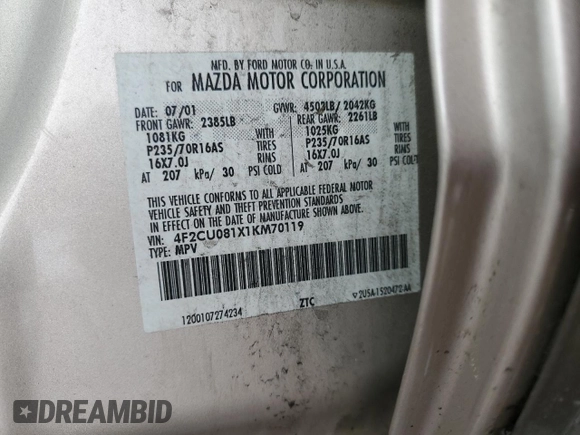 MFD. BY FORD MOTOR CO. IN U.S.A.
FOR MAZDA MOTOR CORPORATION
DATE: 07/01 GVWR: 4503LB/ 2042KG
FRONT GAWR: 2385LB REAR GAWR: 2261LB
1081KG WITH 1025KG WITH
P235/70R16AS TIRES P235/70R16AS TIRES
16X7.0J RIMS 16X7.0J RIMS
AT 207 kPa/ 30 PSI COLD AT 207 kPa/ 30 PSI COLD
THIS VEHICLE CONFORMS TO ALL APPLICABLE FEDERAL MOTOR
VEHICLE SAFETY AND THEFT PREVENTION STANDARDS
IN EFFECT ON THE DATE OF MANUFACTURE SHOWN ABOVE.
VIN: 4F2CU081X1KM70119
TYPE: MPV
1200107274234
ZTC
DREAMBID